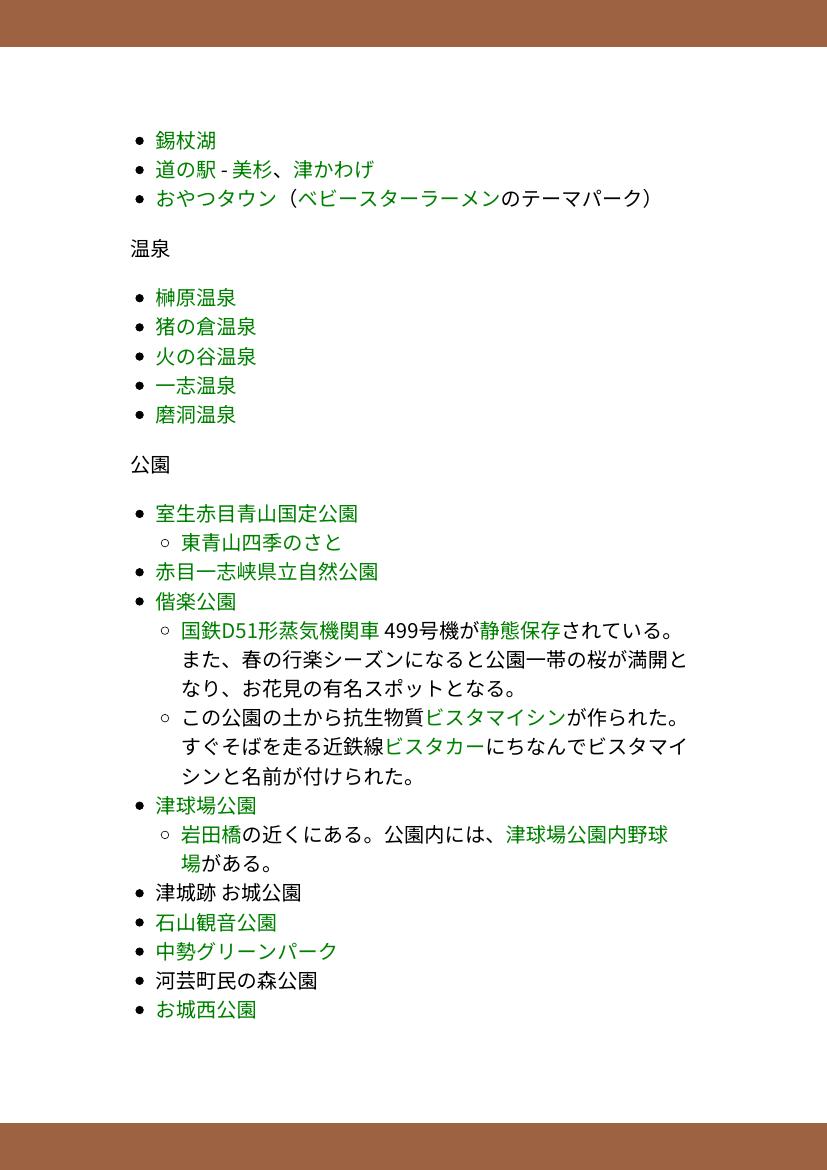 錫杖湖
道の駅 - 美杉、津かわげ
おやつタウン（ベビースターラーメンのテーマパーク）
温泉
榊原温泉
猪の倉温泉
火の谷温泉
一志温泉
磨洞温泉
公園
室生赤目青山国定公園
東青山四季のさと
赤目一志峡県立自然公園
偕楽公園
国鉄D51形蒸気機関車 499号機が静態保存されている。
また、春の行楽シーズンになると公園一帯の桜が満開と
なり、お花見の有名スポットとなる。
この公園の土から抗生物質ビスタマイシンが作られた。
すぐそばを走る近鉄線ビスタカーにちなんでビスタマイ
シンと名前が付けられた。
津球場公園
岩田橋の近くにある。公園内には、津球場公園内野球
場がある。
津城跡 お城公園
石山観音公園
中勢グリーンパーク
河芸町民の森公園
お城西公園